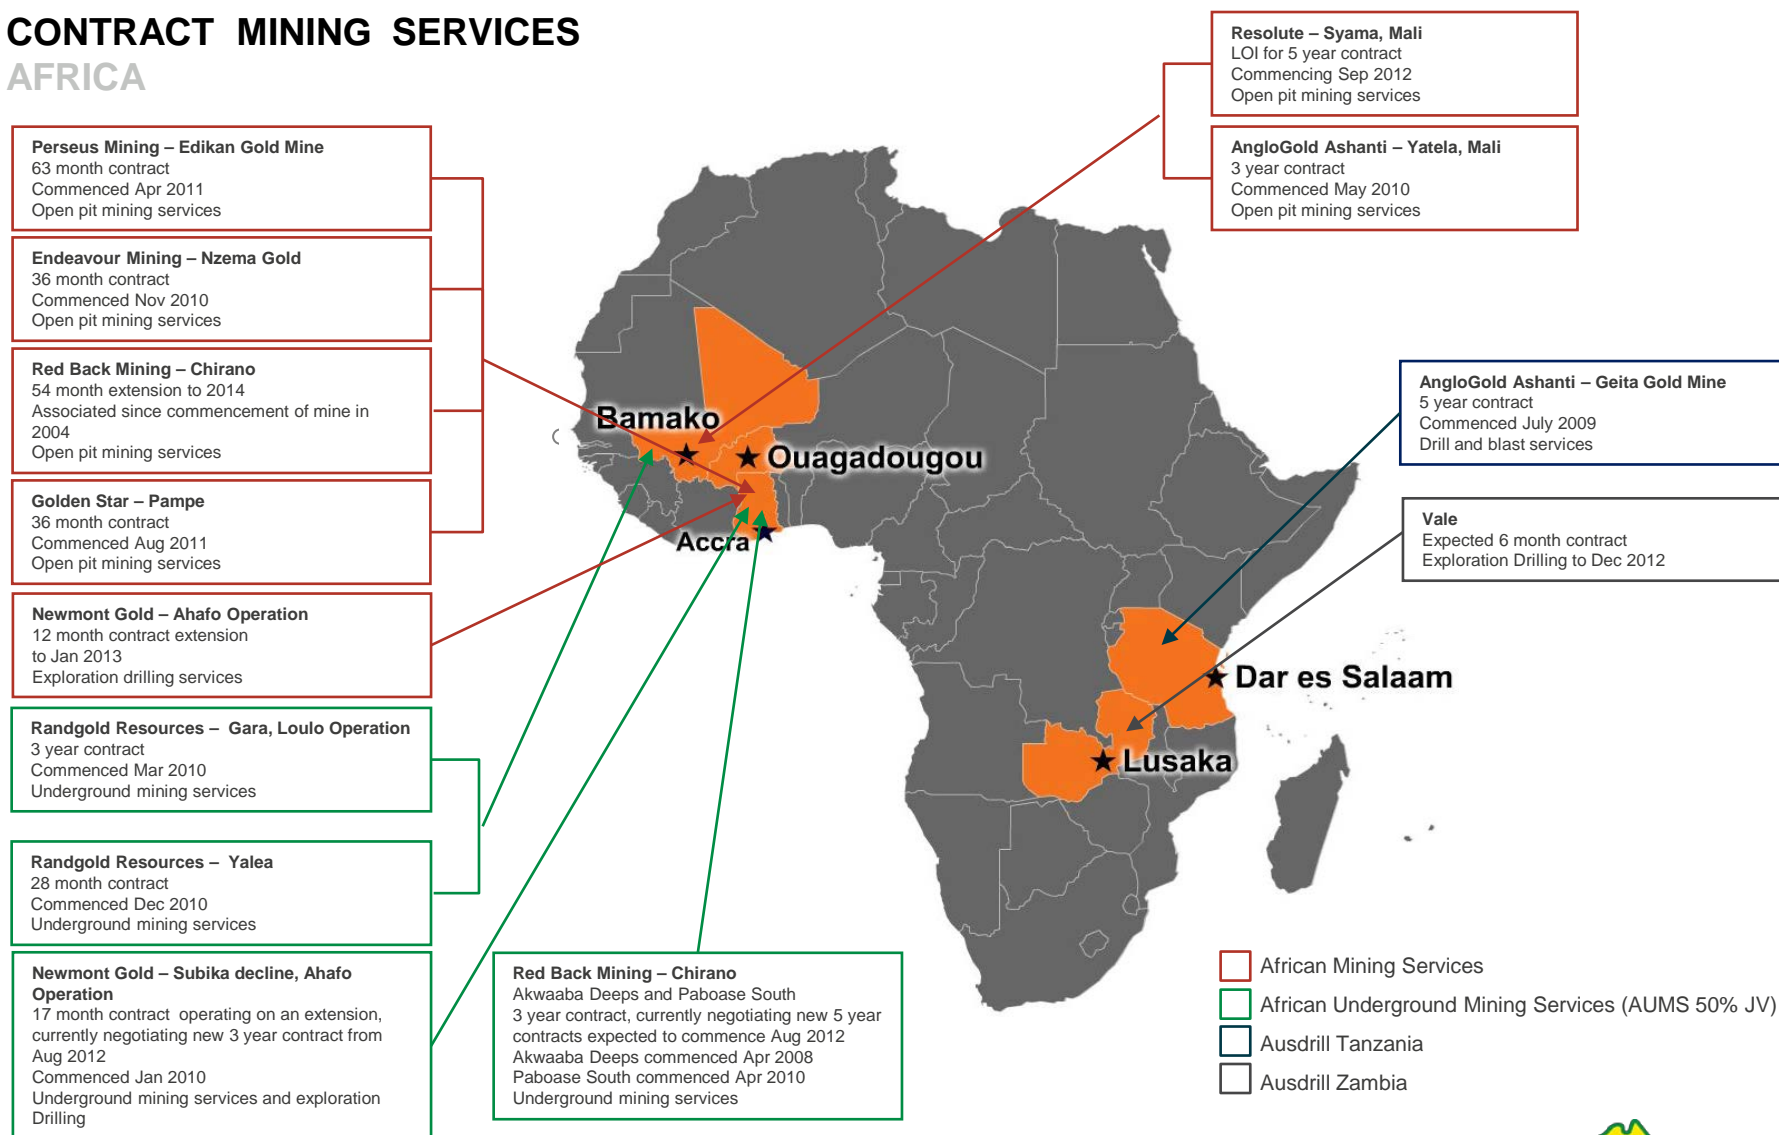 CONTRACT MINING SERVICES
AFRICA
Perseus Mining – Edikan Gold Mine
63 month contract
Commenced Apr 2011
Open pit mining services
Endeavour Mining – Nzema Gold
36 month contract
Commenced Nov 2010
Open pit mining services
Red Back Mining – Chirano
54 month extension to 2014
Associated since commencement of mine in
2004
Open pit mining services
Golden Star – Pampe
36 month contract
Commenced Aug 2011
Open pit mining services
Newmont Gold – Ahafo Operation
12 month contract extension
to Jan 2013
Exploration drilling services
Randgold Resources – Gara, Loulo Operation
3 year contract
Commenced Mar 2010
Underground mining services
Randgold Resources – Yalea
28 month contract
Commenced Dec 2010
Underground mining services
Newmont Gold – Subika decline, Ahafo
Operation
17 month contract operating on an extension,
currently negotiating new 3 year contract from
Aug 2012
Commenced Jan 2010
Underground mining services and exploration
Drilling
Red Back Mining – Chirano
Akwaaba Deeps and Paboase South
3 year contract, currently negotiating new 5 year
contracts expected to commence Aug 2012
Akwaaba Deeps commenced Apr 2008
Paboase South commenced Apr 2010
Underground mining services
Resolute – Syama, Mali
LOI for 5 year contract
Commencing Sep 2012
Open pit mining services
AngloGold Ashanti – Yatela, Mali
3 year contract
Commenced May 2010
Open pit mining services
AngloGold Ashanti – Geita Gold Mine
5 year contract
Commenced July 2009
Drill and blast services
Vale
Expected 6 month contract
Exploration Drilling to Dec 2012
Bamako
Ouagadougou
Accra
Dar es Salaam
Lusaka
African Mining Services
African Underground Mining Services (AUMS 50% JV)
Ausdrill Tanzania
Ausdrill Zambia